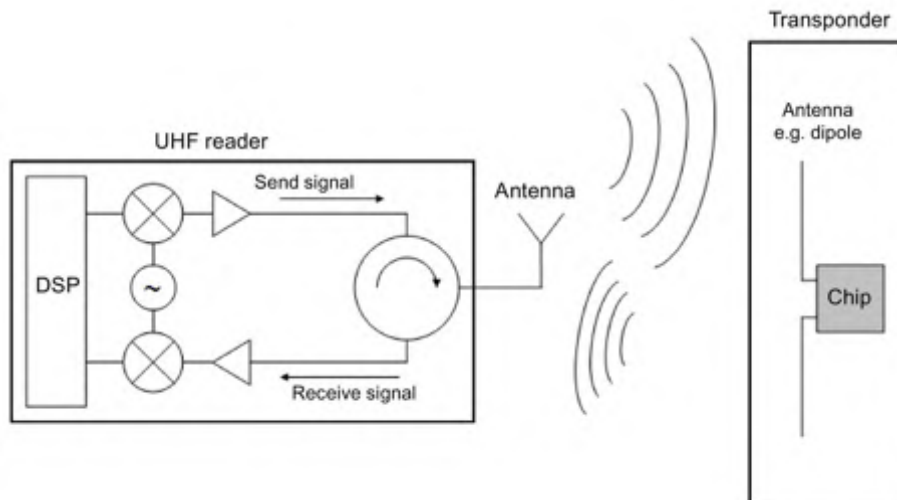 Transponder
Antenna
e.g. dipole
UHF reader
Send signal
Antenna
DSP
~
Chip
Receive signal